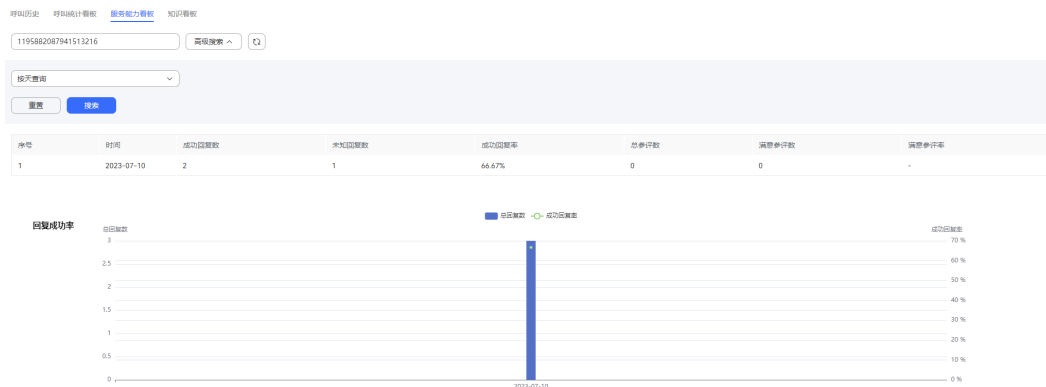 呼叫历史 呼叫统计看板 服务能力看板 知识看板
1195882087941513216 高级搜索
按天查询
重置 搜索
序号 时间 成功回复数 未知回复数 成功回复率 总参评数 满意参评数 满意参评率
1 2023-07-10 2 1 66.67% 0 0 -
回复成功率
总回复数 成功回复率
总回复数 成功回复率
3 70 %
2.5 60 %
2 50 %
1.5 40 %
30 %
1 20 %
0.5 10 %
0 0 %
2023-07-10